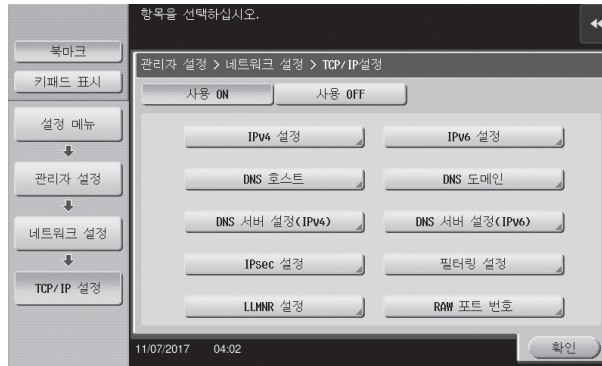 항목을 선택하십시오.
북마크
키패드 표시
설정 메뉴
관리자 설정
네트워크 설정
TCP/IP 설정
관리자 설정 > 네트워크 설정 > TCP/IP설정
사용 ON 사용 OFF
IPv4 설정 IPv6 설정
DNS 호스트 DNS 도메인
DNS 서버 설정(IPv4) DNS 서버 설정(IPv6)
IPsec 설정 필터링 설정
LLMNR 설정 RAW 포트 번호
11/07/2017 04:02
확인